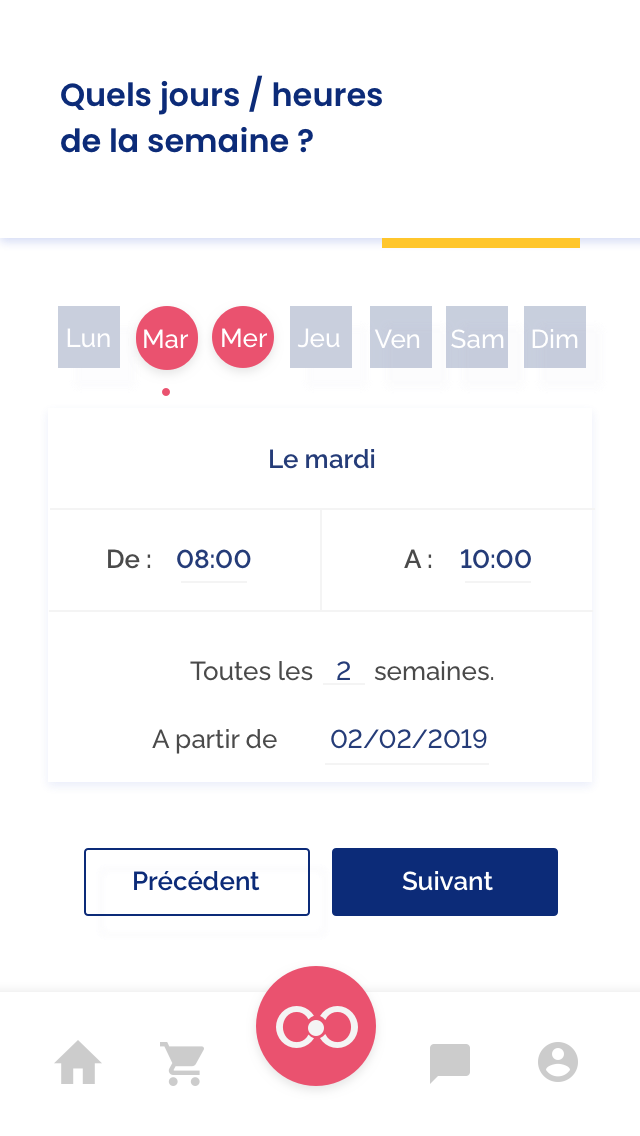 Quels jours / heures
de la semaine ?
Lun Mar Mer Jeu Ven Sam Dim
Le mardi
De : 08:00 A : 10:00
Toutes les 2 semaines.
A partir de 02/02/2019
Précédent Suivant